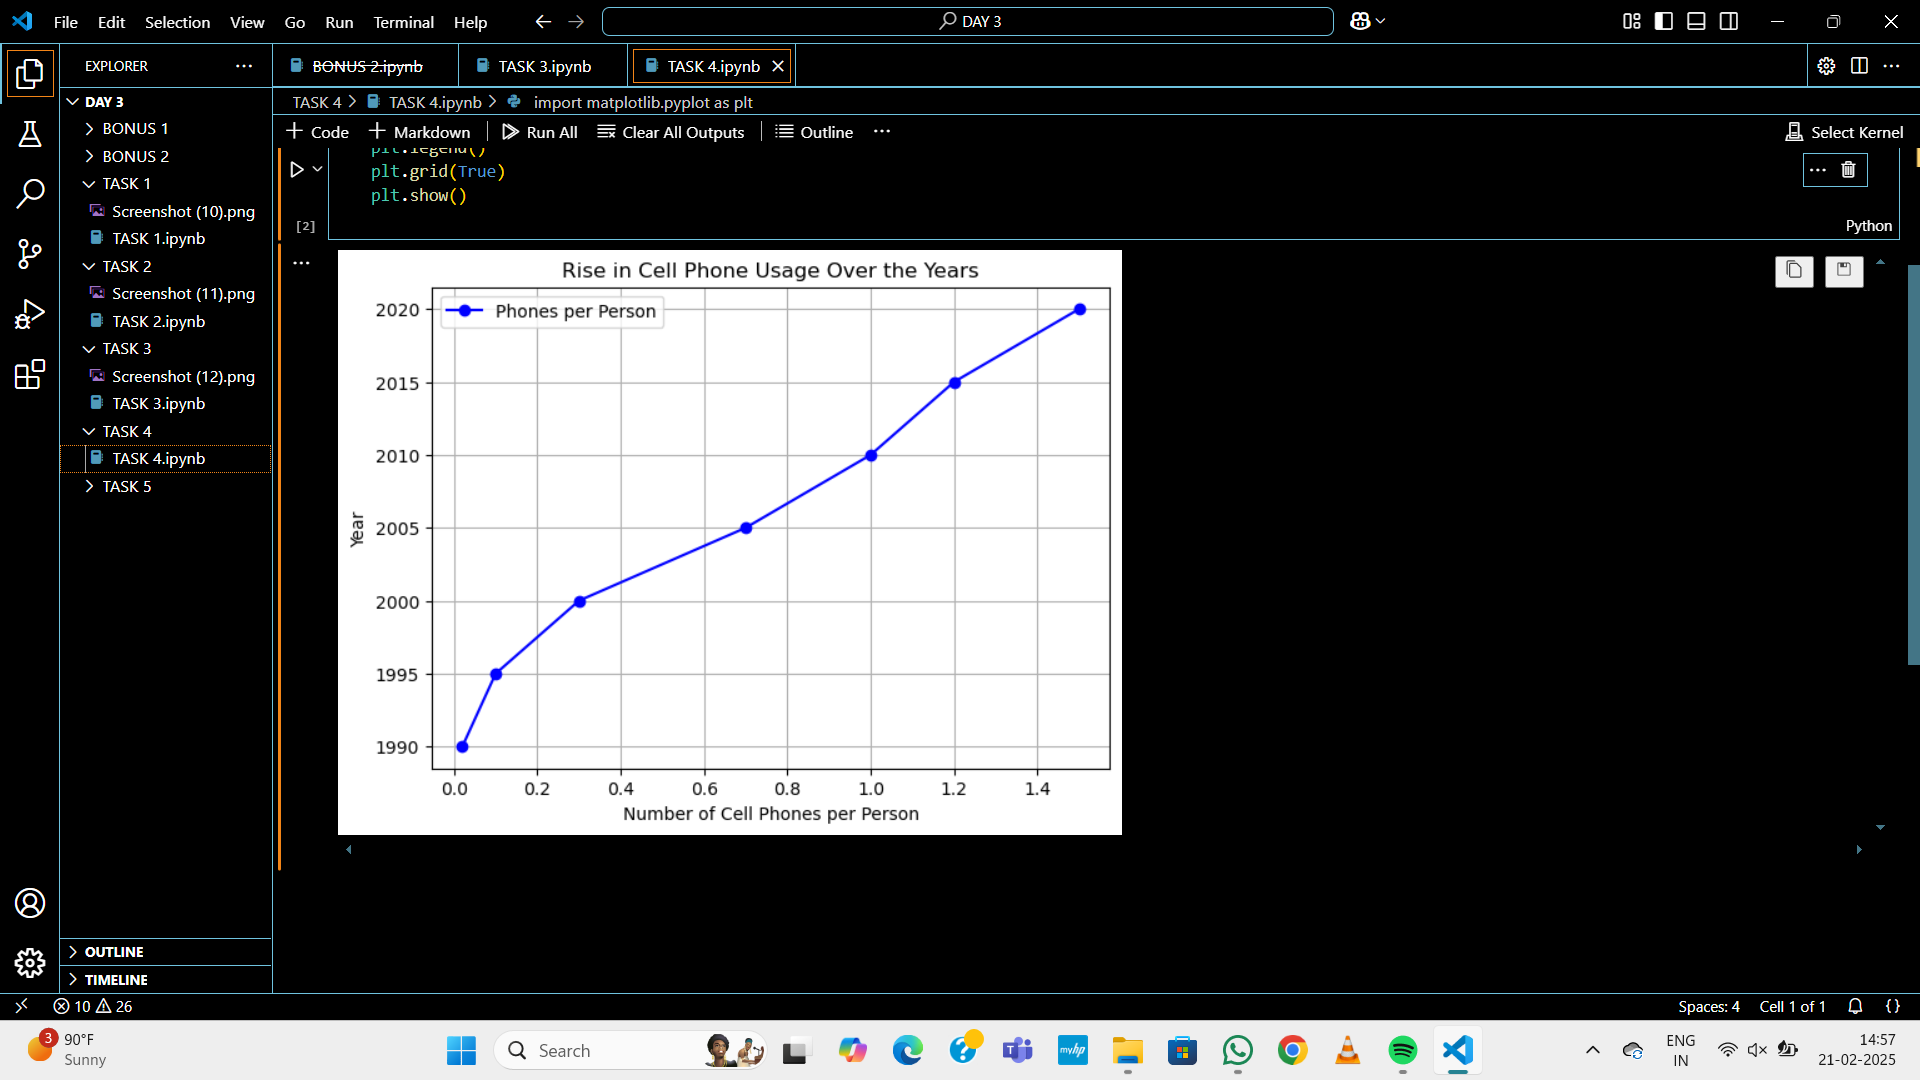 File Edit Selection View Go Run Terminal Help
DAY 3
EXPLORER
BONUS 2.ipynb
TASK 3.ipynb
TASK 4.ipynb
DAY 3
BONUS 1
BONUS 2
TASK 1
Screenshot (10).png
TASK 1.ipynb
TASK 2
Screenshot (11).png
TASK 2.ipynb
TASK 3
Screenshot (12).png
TASK 3.ipynb
TASK 4
TASK 4.ipynb
TASK 5
OUTLINE
TIMELINE
TASK 4 > TASK 4.ipynb > import matplotlib.pyplot as plt
+ Code + Markdown Run All Clear All Outputs Outline ...
Select Kernel
plt.legend()
plt.grid(True)
plt.show()
[2]
Python
Rise in Cell Phone Usage Over the Years
Phones per Person
2020
2015
2010
2005
2000
1995
1990
Year
0.0 0.2 0.4 0.6 0.8 1.0 1.2 1.4
Number of Cell Phones per Person
10 26
Spaces: 4 Cell 1 of 1 {}
3
90°F
Sunny
Search
myhp
ENG
IN
14:57
21-02-2025